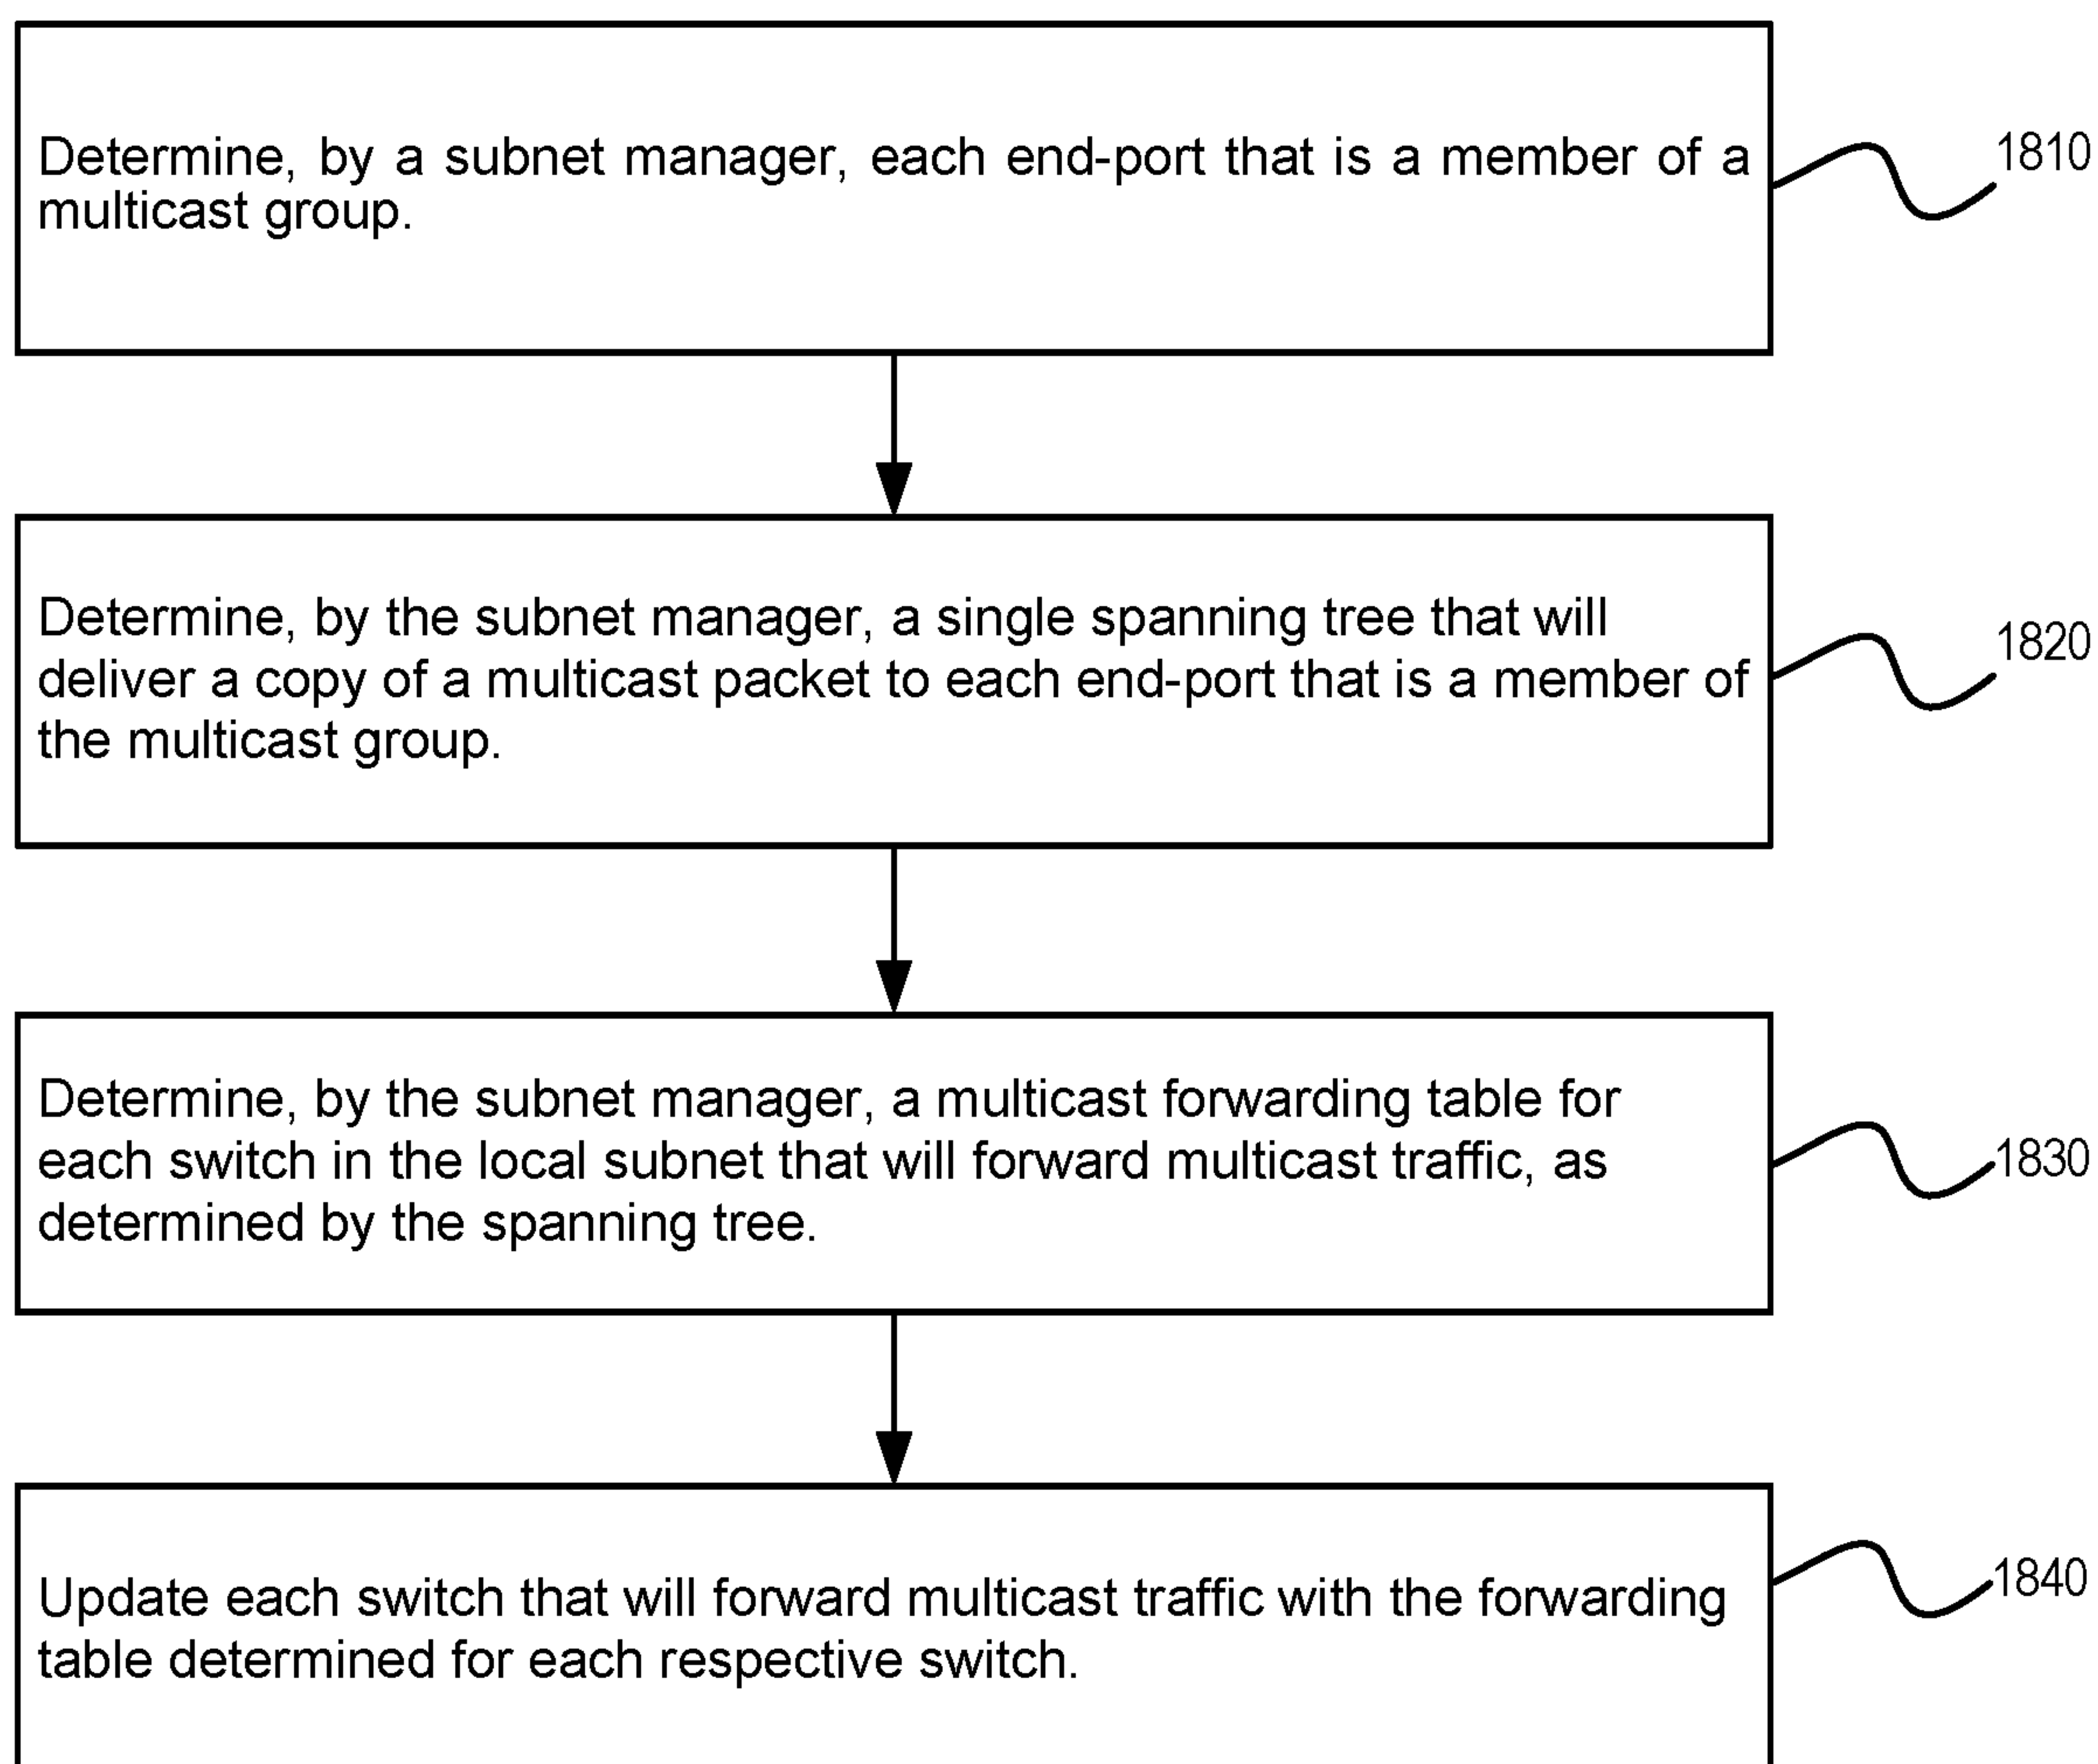 Determine, by a subnet manager, each end-port that is a member of a
multicast group.
1810
Determine, by the subnet manager, a single spanning tree that will
deliver a copy of a multicast packet to each end-port that is a member of
the multicast group.
1820
Determine, by the subnet manager, a multicast forwarding table for
each switch in the local subnet that will forward multicast traffic, as
determined by the spanning tree.
1830
Update each switch that will forward multicast traffic with the forwarding
table determined for each respective switch.
1840